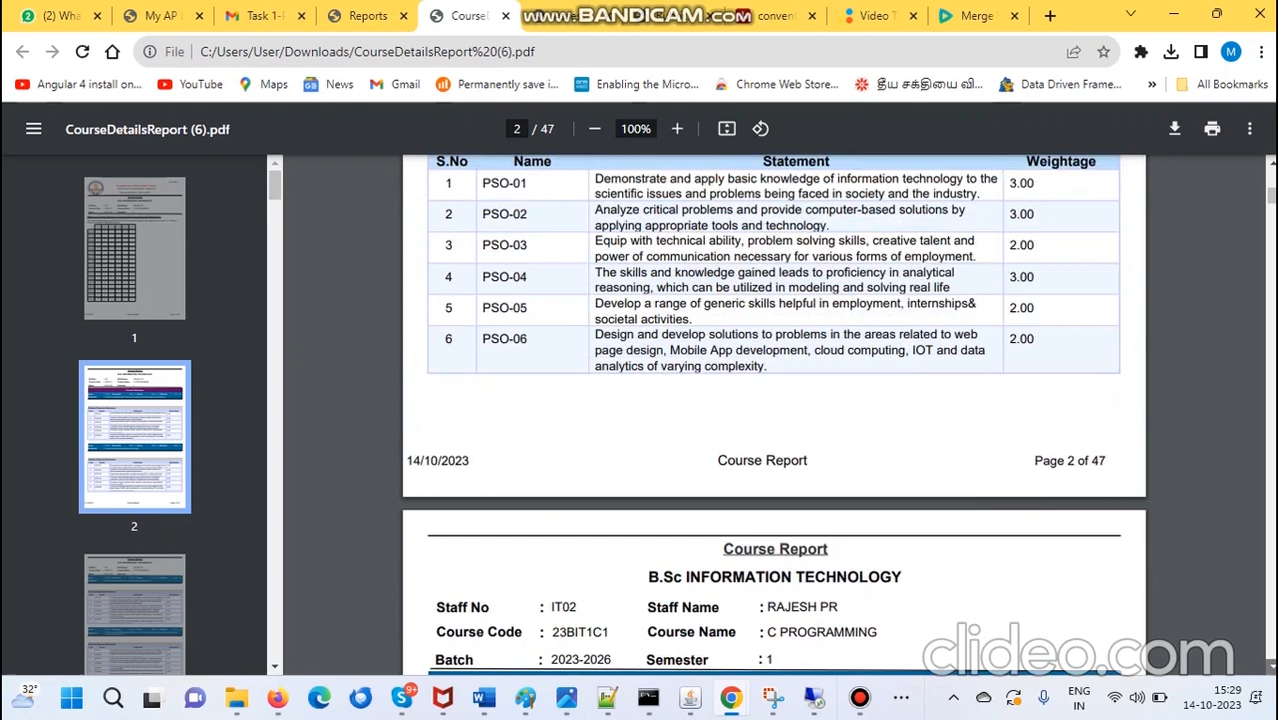 (2) Wha
My AP
Task 1-
Reports
CourseD
www.BANDICAM.com
conven
Video T
Merge
File C:/Users/User/Downloads/CourseDetailsReport%20(6).pdf
M
Angular 4 install on...
YouTube
Maps
News
Gmail
Permanently save i...
Enabling the Micro...
Chrome Web Store...
தீய சக்தியை வி...
Data Driven Frame...
»
All Bookmarks
CourseDetailsReport (6).pdf
2 / 47
100%
1
2
S.No Name Statement Weightage
1 PSO-01 Demonstrate and apply basic knowledge of information technology to the 3.00
scientific issues and problems being faced in society and the industry.
2 PSO-02 Analyze critical problems and provide computer-based solutions by 3.00
applying appropriate tools and technology.
3 PSO-03 Equip with technical ability, problem solving skills, creative talent and 2.00
power of communication necessary for various forms of employment.
4 PSO-04 The skills and knowledge gained leads to proficiency in analytical 3.00
reasoning, which can be utilized in modeling and solving real life
5 PSO-05 Develop a range of generic skills helpful in employment, internships& 2.00
societal activities.
6 PSO-06 Design and develop solutions to problems in the areas related to web 2.00
page design, Mobile App development, cloud computing, IOT and data
analytics of varying complexity.
14/10/2023 Course Report Page 2 of 47
Course Report
B.Sc INFORMATION TECHNOLOGY
Staff No : IT02 Staff Name : RAJESH PR
Course Code : 23BIT1C1 Course Name : C PROGRAMMING
Batch : 2023-2026 Semester : 1
clideo.com
32°
9+
ENG
IN
15:29
14-10-2023